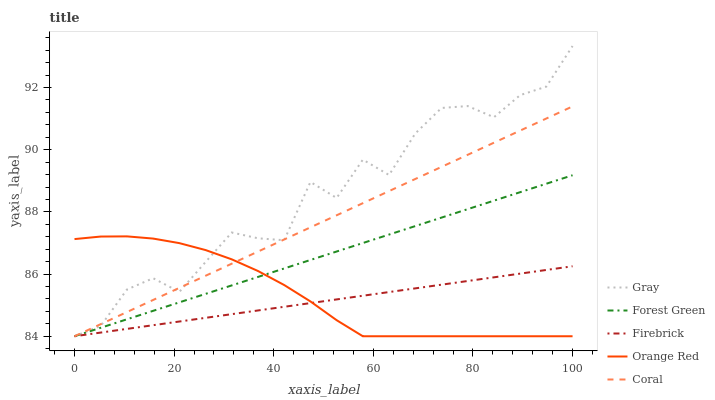 title
yaxis_label
92
90
88
86
84
0
20
40
60
80
100
xaxis_label
Gray
Forest Green
Firebrick
Orange Red
Coral